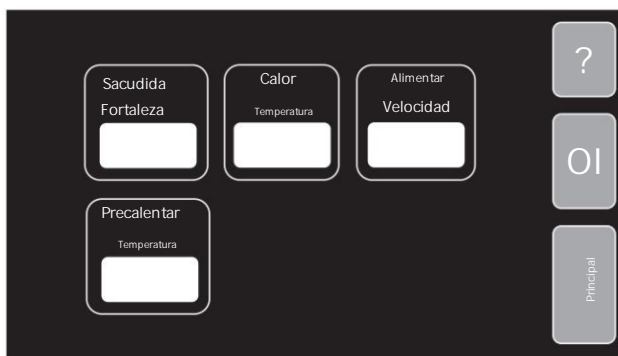 Sacudida
Fortaleza
Calor
Temperatura
Alimentar
Velocidad
?
OI
Precalentar
Temperatura
Principal